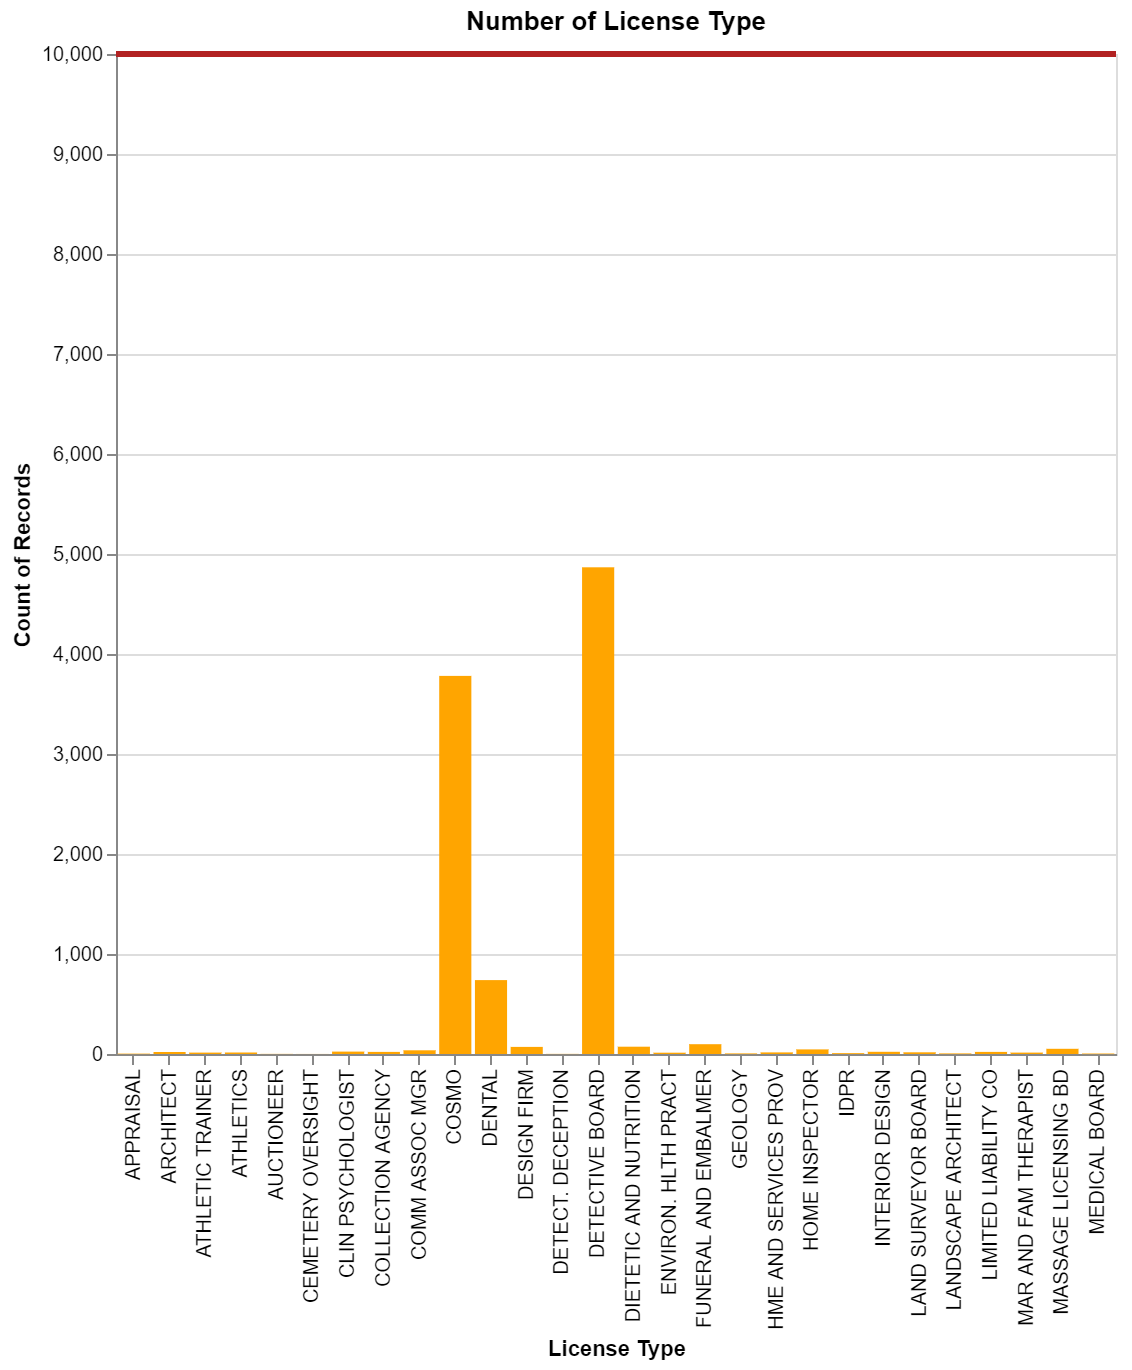 Number of License Type
10,000
9,000
8,000
7,000
6,000
5,000
4,000
3,000
2,000
1,000
0
Count of Records
APPRAISAL
ARCHITECT
ATHLETIC TRAINER
ATHLETICS
AUCTIONEER
CEMETERY OVERSIGHT
CLIN PSYCHOLOGIST
COLLECTION AGENCY
COMM ASSOC MGR
COSMO
DENTAL
DESIGN FIRM
DETECT. DECEPTION
DETECTIVE BOARD
DIETETIC AND NUTRITION
ENVIRON. HLTH PRACT
FUNERAL AND EMBALMER
GEOLOGY
HME AND SERVICES PROV
HOME INSPECTOR
IDPR
INTERIOR DESIGN
LAND SURVEYOR BOARD
LANDSCAPE ARCHITECT
LIMITED LIABILITY CO
MAR AND FAM THERAPIST
MASSAGE LICENSING BD
MEDICAL BOARD
License Type